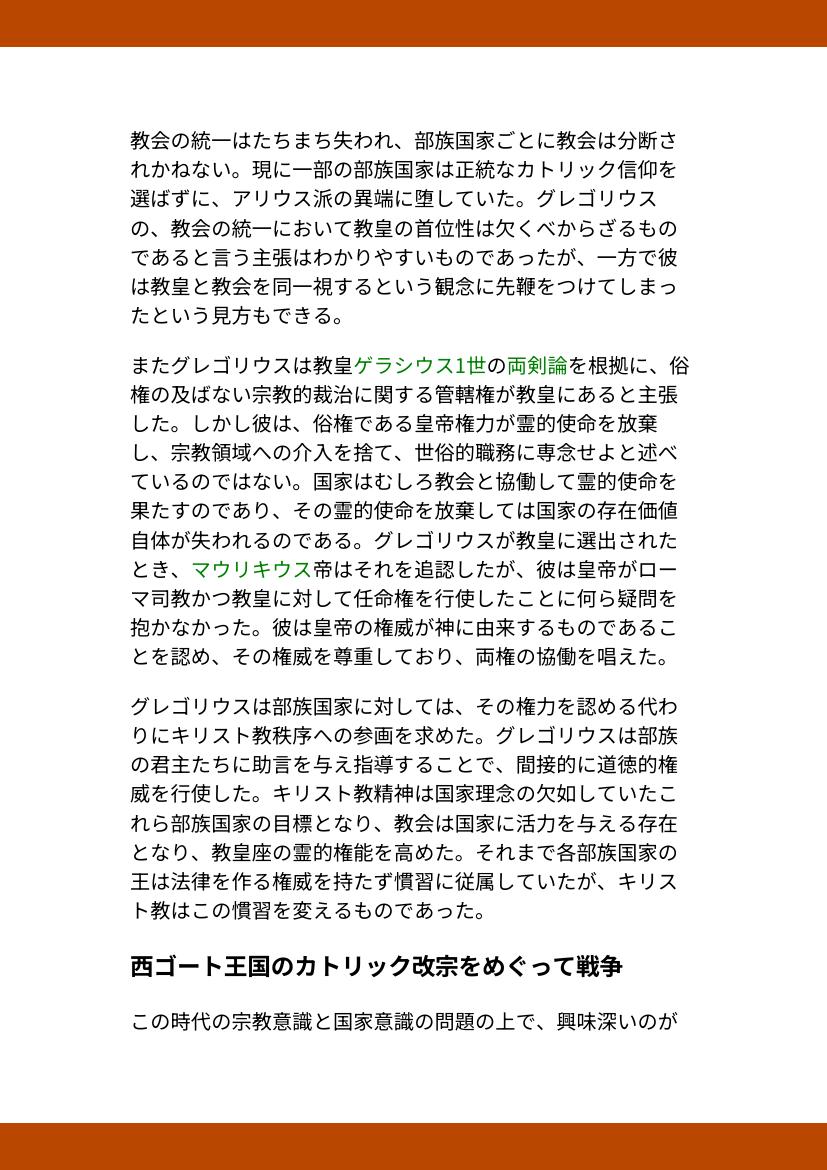 教会の統一はたちまち失われ、部族国家ごとに教会は分断さ
れかねない。現に一部の部族国家は正統なカトリック信仰を
選ばずに、アリウス派の異端に堕していた。グレゴリウス
の、教会の統一において教皇の首位性は欠くべからざるもの
であると言う主張はわかりやすいものであったが、一方で彼
は教皇と教会を同一視するという観念に先鞭をつけてしまっ
たという見方もできる。
またグレゴリウスは教皇ゲラシウス1世の両剣論を根拠に、俗
権の及ばない宗教的裁治に関する管轄権が教皇にあると主張
した。しかし彼は、俗権である皇帝権力が霊的使命を放棄
し、宗教領域への介入を捨て、世俗的職務に専念せよと述べ
ているのではない。国家はむしろ教会と協働して霊的使命を
果たすのであり、その霊的使命を放棄しては国家の存在価値
自体が失われるのである。グレゴリウスが教皇に選出された
とき、マウリキウス帝はそれを追認したが、彼は皇帝がロー
マ司教かつ教皇に対して任命権を行使したことに何ら疑問を
抱かなかった。彼は皇帝の権威が神に由来するものであるこ
とを認め、その権威を尊重しており、両権の協働を唱えた。
グレゴリウスは部族国家に対しては、その権力を認める代わ
りにキリスト教秩序への参画を求めた。グレゴリウスは部族
の君主たちに助言を与え指導することで、間接的に道徳的権
威を行使した。キリスト教精神は国家理念の欠如していたこ
れら部族国家の目標となり、教会は国家に活力を与える存在
となり、教皇座の霊的権能を高めた。それまで各部族国家の
王は法律を作る権威を持たず慣習に従属していたが、キリス
ト教はこの慣習を変えるものであった。
西ゴート王国のカトリック改宗をめぐって戦争
この時代の宗教意識と国家意識の問題の上で、興味深いのが